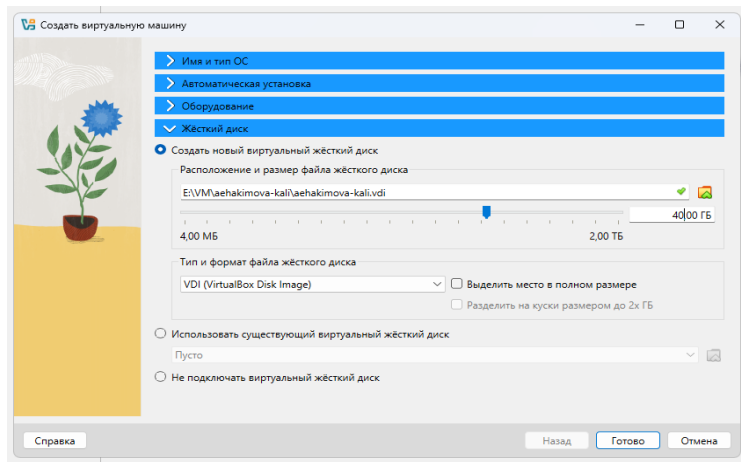 Создать виртуальную машину
Имя и тип ОС
Автоматическая установка
Оборудование
Жёсткий диск
Создать новый виртуальный жёсткий диск
Расположение и размер файла жёсткого диска
E:\VM\aehakimova-kali\aehakimova-kali.vdi
40,00 ГБ
4,00 МБ 2,00 ТБ
Тип и формат файла жёсткого диска
VDI (VirtualBox Disk Image) Выделить место в полном размере
Разделить на куски размером до 2х ГБ
Использовать существующий виртуальный жёсткий диск
Пусто
Не подключать виртуальный жёсткий диск
Справка Назад Готово Отмена